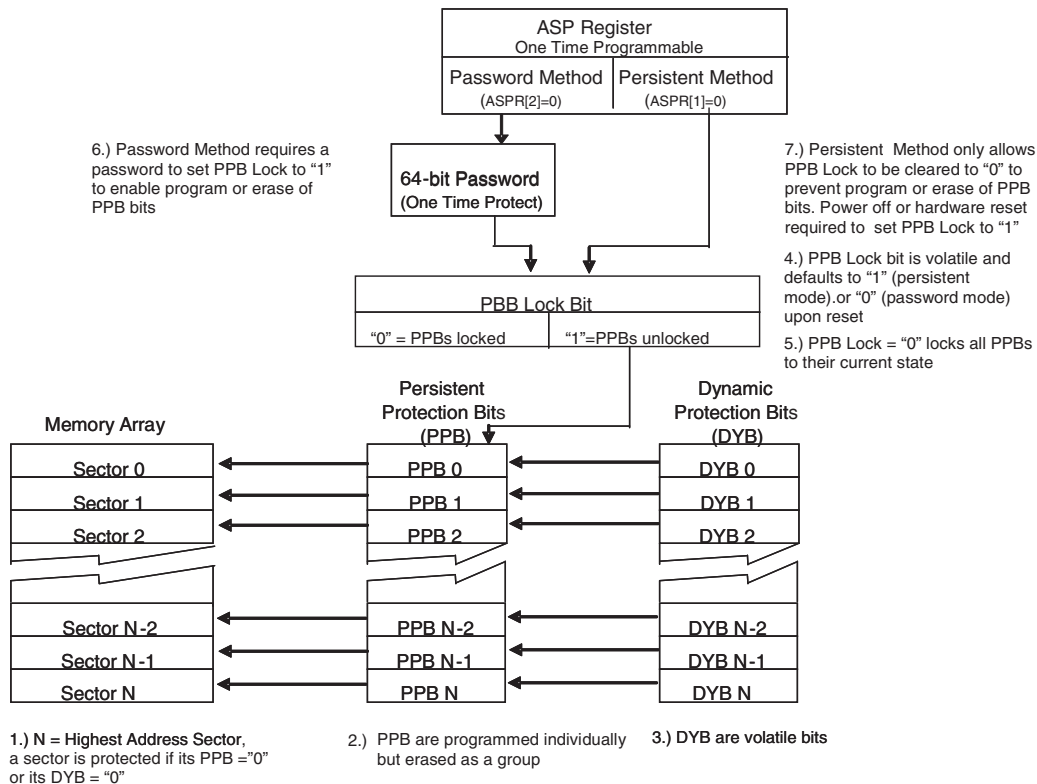 ASP Register
One Time Programmable
Password Method
(ASPR[2]=0)
Persistent Method
(ASPR[1]=0)
6.) Password Method requires a
password to set PPB Lock to “1”
to enable program or erase of
PPB bits
64-bit Password
(One Time Protect)
7.) Persistent Method only allows
PPB Lock to be cleared to “0” to
prevent program or erase of PPB
bits. Power off or hardware reset
required to set PPB Lock to “1”
4.) PPB Lock bit is volatile and
defaults to “1” (persistent
mode).or “0” (password mode)
upon reset
5.) PPB Lock = “0” locks all PPBs
to their current state
PBB Lock Bit
“0” = PPBs locked
“1”=PPBs unlocked
Memory Array
Persistent
Protection Bits
(PPB)
Dynamic
Protection Bits
(DYB)
Sector 0
PPB 0
DYB 0
Sector 1
PPB 1
DYB 1
Sector 2
PPB 2
DYB 2
Sector N-2
PPB N-2
DYB N-2
Sector N-1
PPB N-1
DYB N-1
Sector N
PPB N
DYB N
1.) N = Highest Address Sector,
a sector is protected if its PPB =”0”
or its DYB = “0”
2.) PPB are programmed individually
but erased as a group
3.) DYB are volatile bits